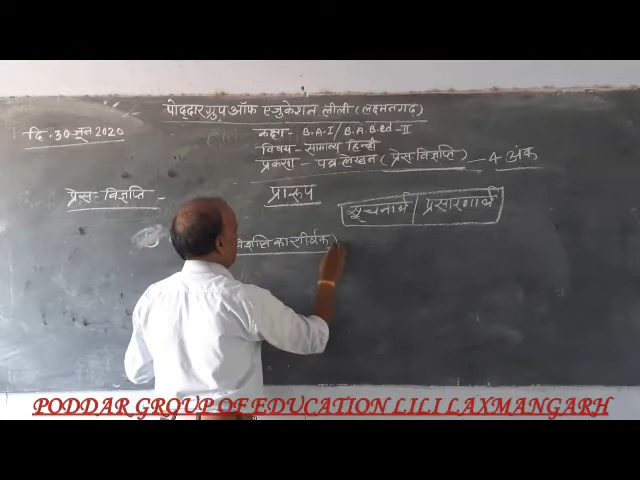 पोद्दार ग्रुप ऑफ एजुकेशन लीली (लक्ष्मनगढ़)
दि. 30 जून 2020
कक्षा - B.A-I / B.A.B.ed-II
विषय - सामान्य हिन्दी
प्रकरण - पत्र लेखन (प्रेस विज्ञप्ति) - 4 अंक
प्रेस-विज्ञप्ति -
प्रारूप
सूचनार्थ / प्रसारणार्थ
विज्ञप्ति का शीर्षक)
PODDAR GROUP OF EDUCATION LILI LAXMANGARH